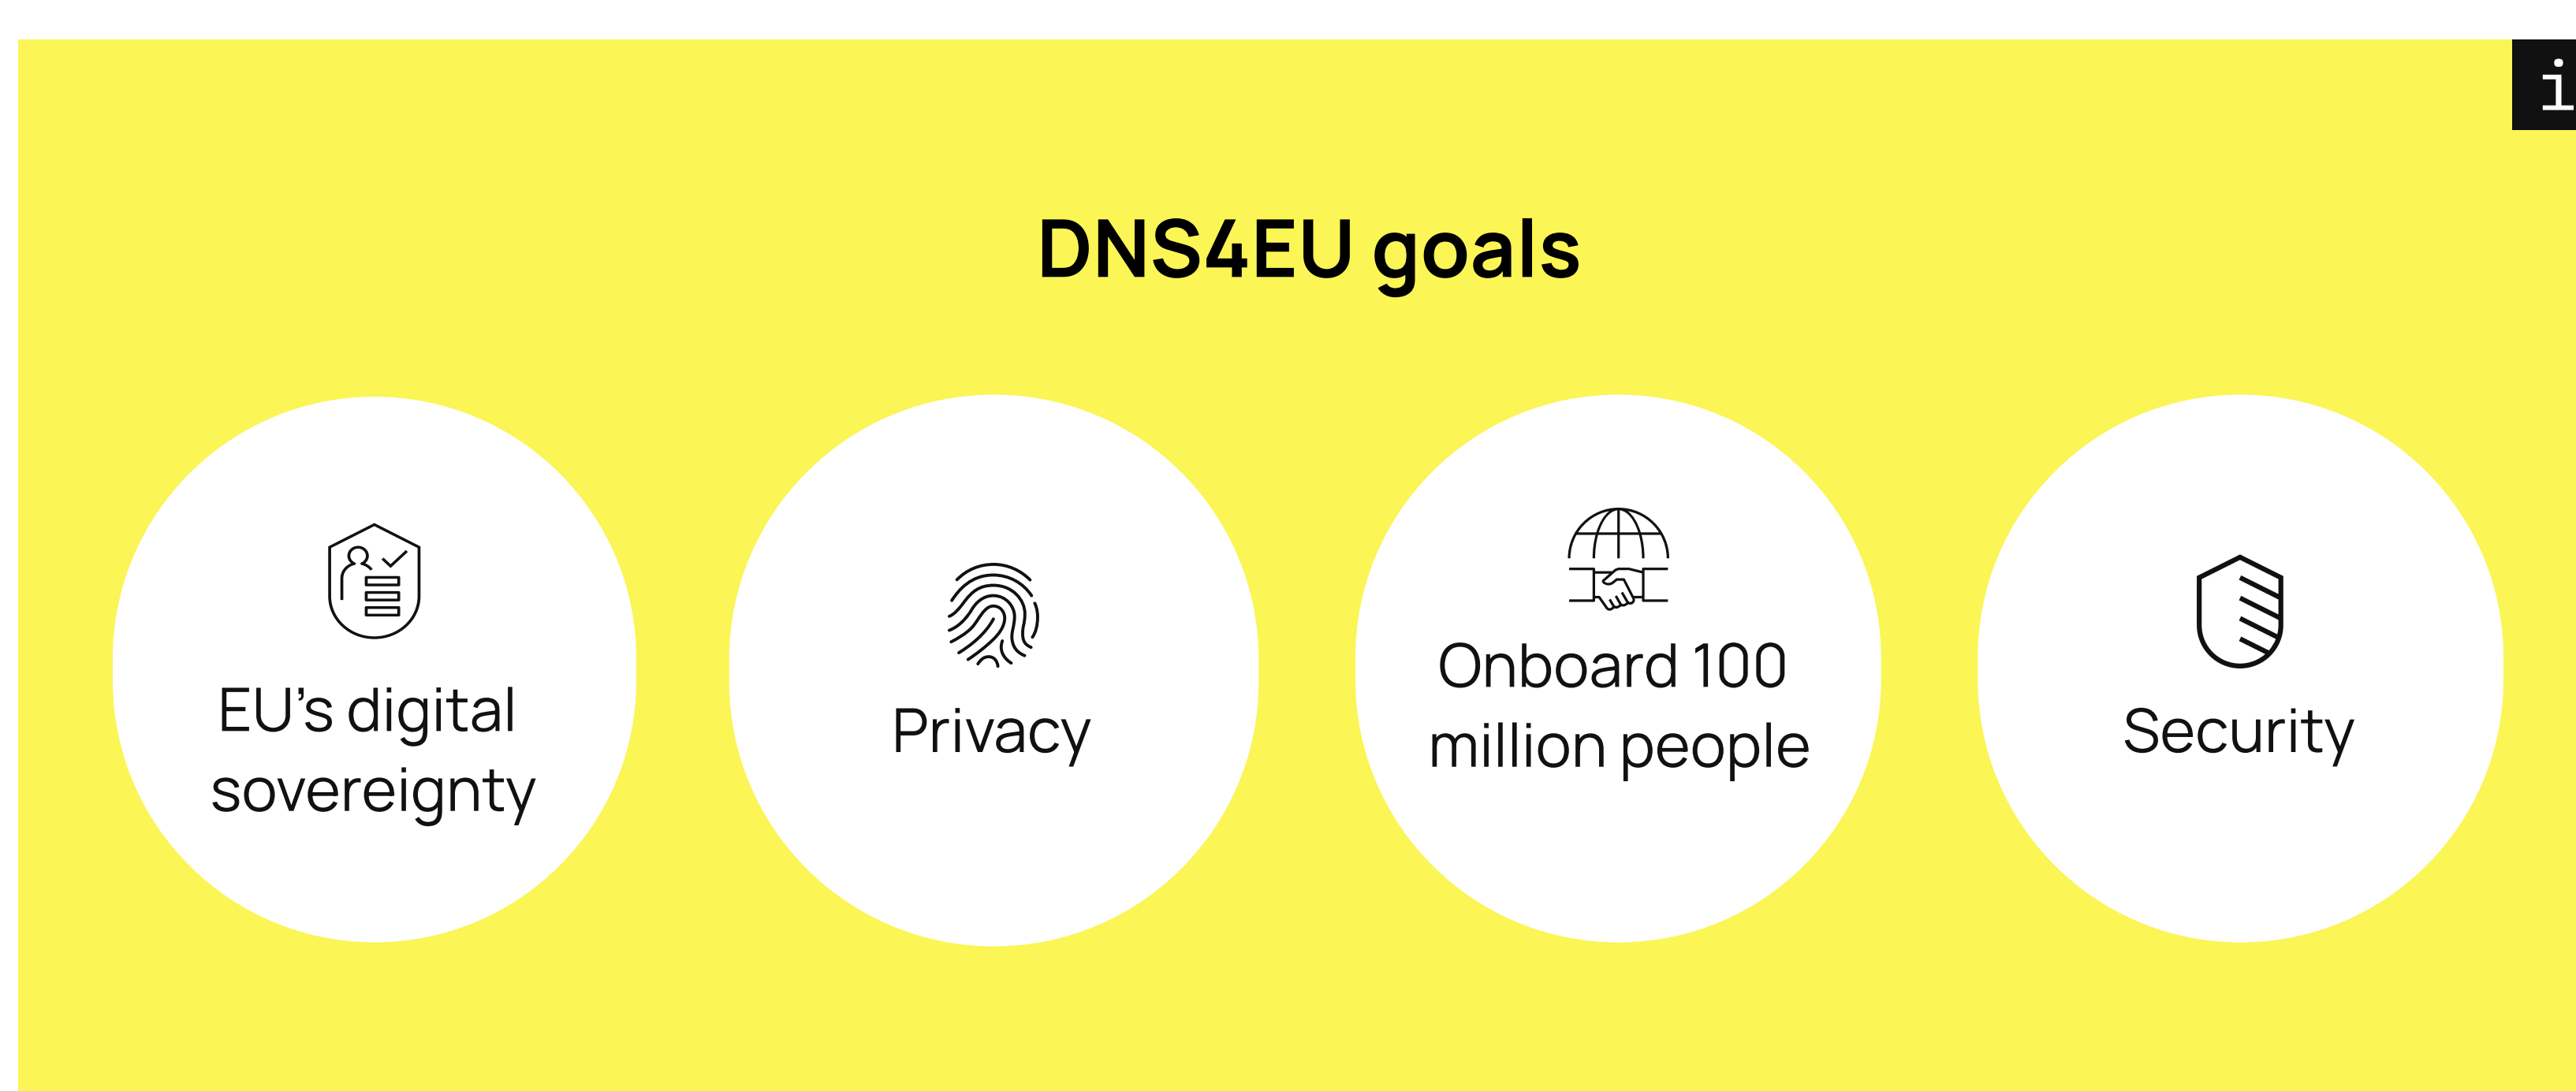 i
DNS4EU goals
EU's digital
sovereignty
Privacy
Onboard 100
million people
Security